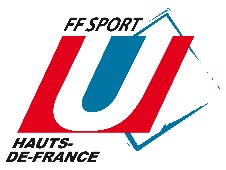 FF SPORT
U
HAUTS-
DE-FRANCE